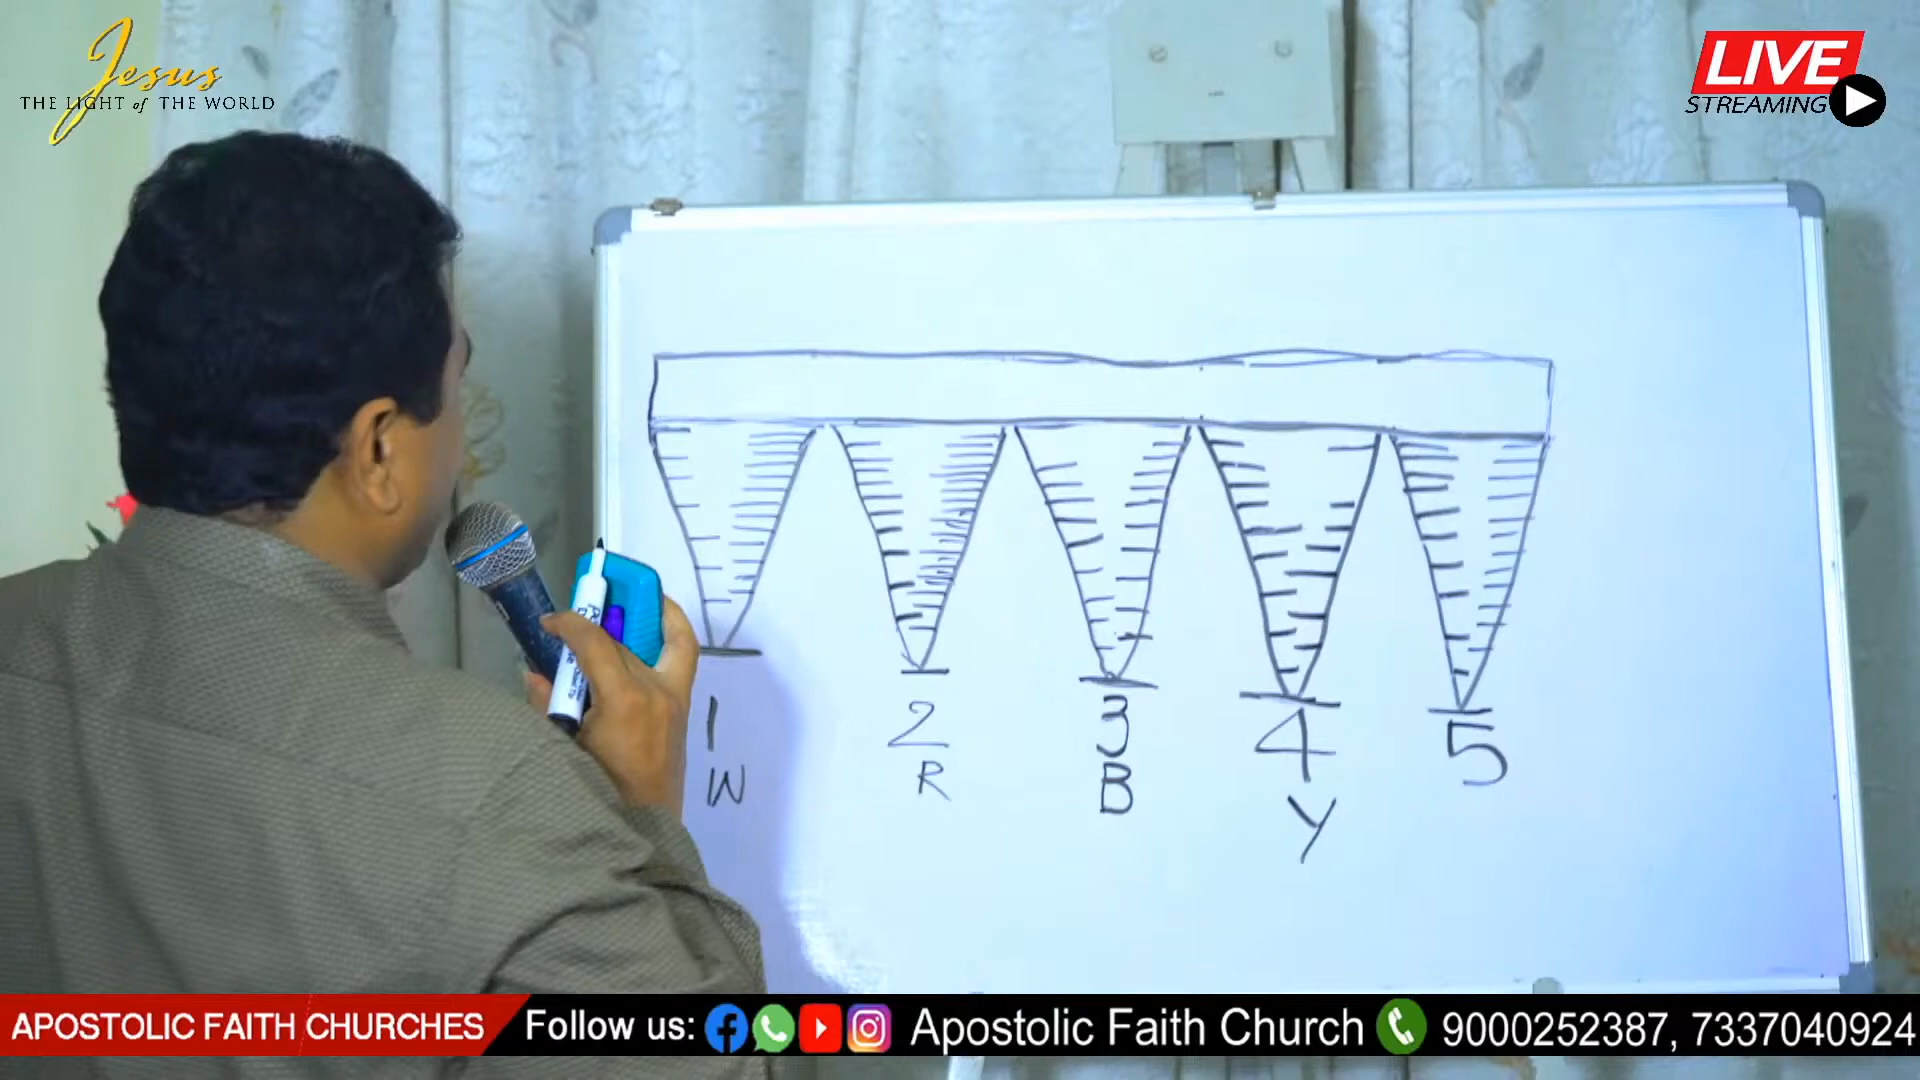 Jesus
THE LIGHT of THE WORLD
LIVE
STREAMING
1 2 3 4 5
W R B Y
APOSTOLIC FAITH CHURCHES
Follow us: Apostolic Faith Church 9000252387, 7337040924